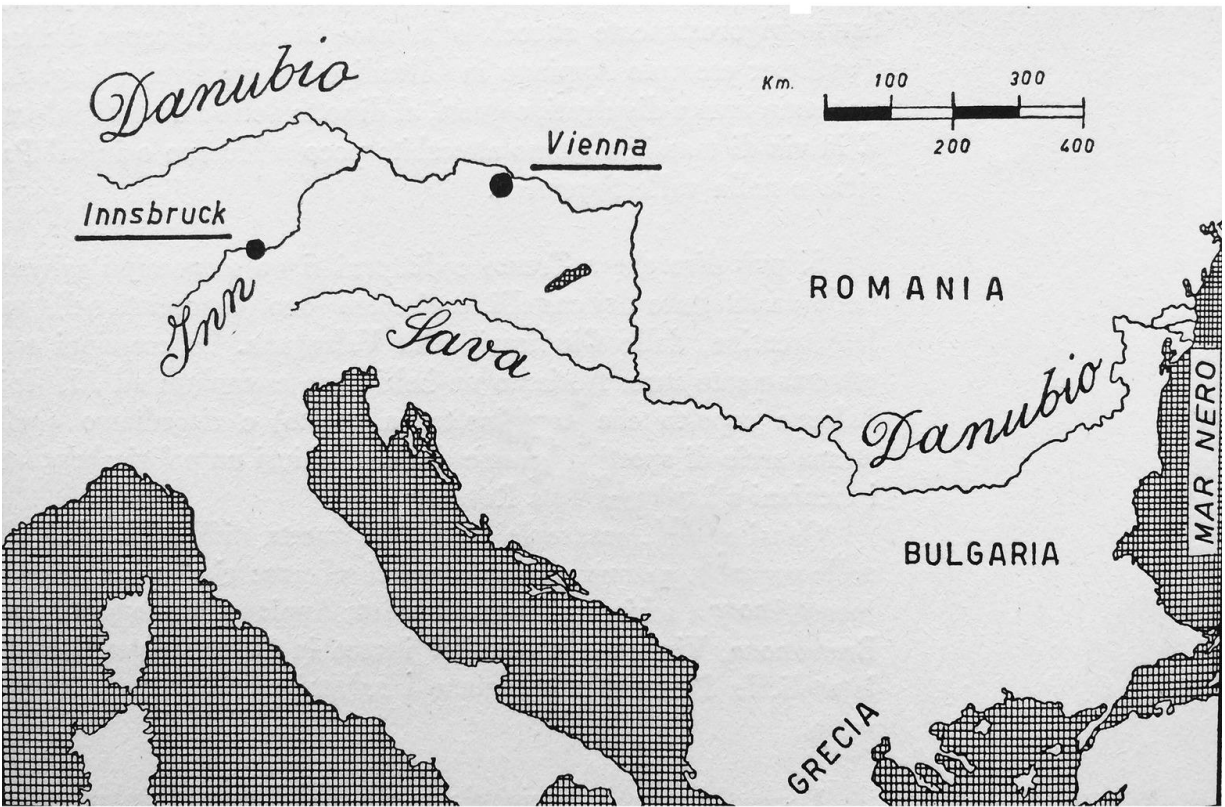 Danubio
Km.
100
300
200
400
Vienna
Innsbruck
Inn
Sava
ROMANIA
Danubio
MAR NERO
BULGARIA
GRECIA